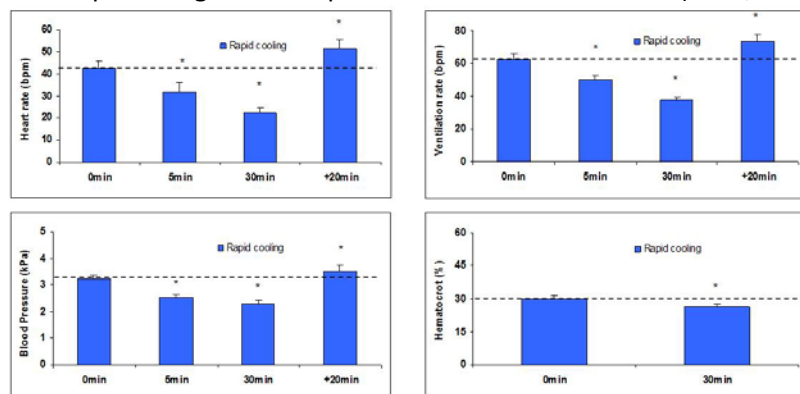 Heart rate (bpm)
60
50
40
30
20
10
0
Rapid cooling
*
*
*
0min
5min
30min
+20min
Ventilation rate (bpm)
80
60
40
20
0
Rapid cooling
*
*
*
0min
5min
30min
+20min
Blood Pressure (kPa)
5
4
3
2
1
0
Rapid cooling
*
*
*
0min
5min
30min
+20min
Hematocrot (%)
60
45
30
15
0
Rapid cooling
*
0min
30min